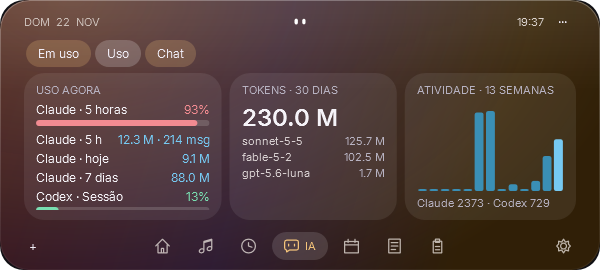 DOM 22 NOV
19:37 ···
Em uso Uso Chat
USO AGORA
Claude · 5 horas 93%
Claude · 5 h 12.3 M · 214 msg
Claude · hoje 9.1 M
Claude · 7 dias 88.0 M
Codex · Sessão 13%
TOKENS · 30 DIAS
230.0 M
sonnet-5-5 125.7 M
fable-5-2 102.5 M
gpt-5.6-luna 1.7 M
ATIVIDADE · 13 SEMANAS
Claude 2373 · Codex 729
+ IA